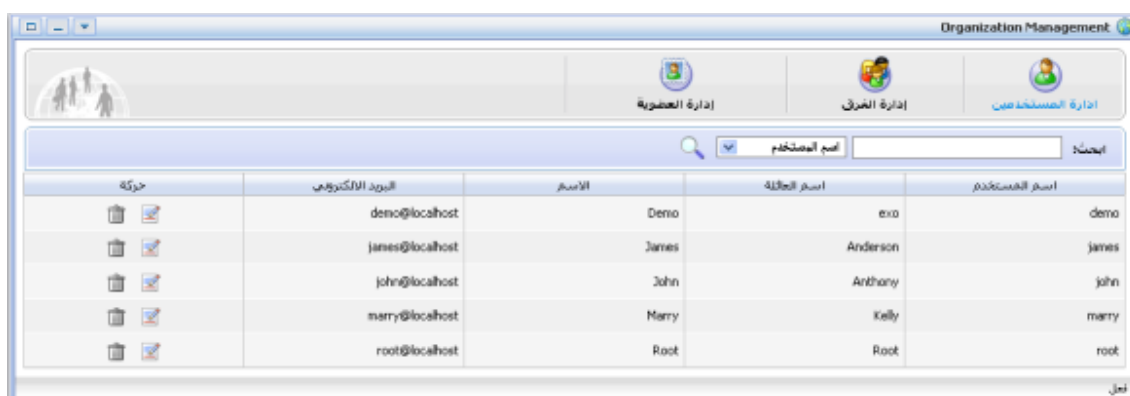 Organization Management
ادارة المستخدمين إدارة الفرق إدارة العضوية
ابحث: اسم المستخدم
اسم المستخدم اسم العائلة الاسم البريد الالكتروني حركة
demo exo Demo demo@localhost
james Anderson James james@localhost
john Anthony John john@localhost
marry Kelly Marry marry@localhost
root Root Root root@localhost
فعل